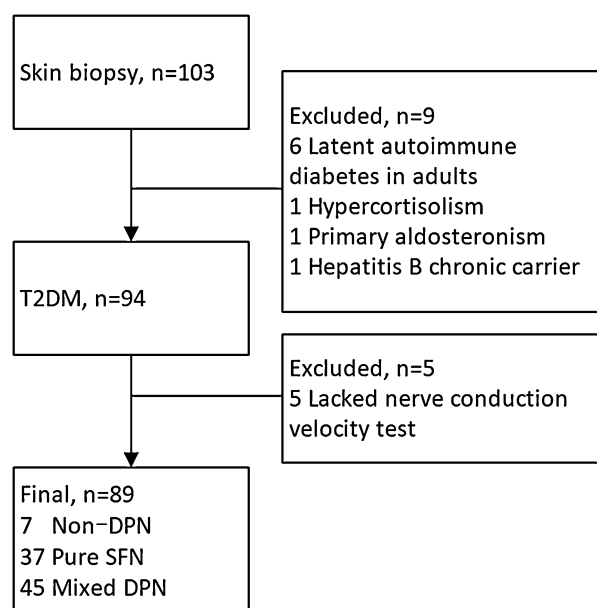 Skin biopsy, n=103
Excluded, n=9
6 Latent autoimmune
diabetes in adults
1 Hypercortisolism
1 Primary aldosteronism
1 Hepatitis B chronic carrier
T2DM, n=94
Excluded, n=5
5 Lacked nerve conduction
velocity test
Final, n=89
7 Non-DPN
37 Pure SFN
45 Mixed DPN